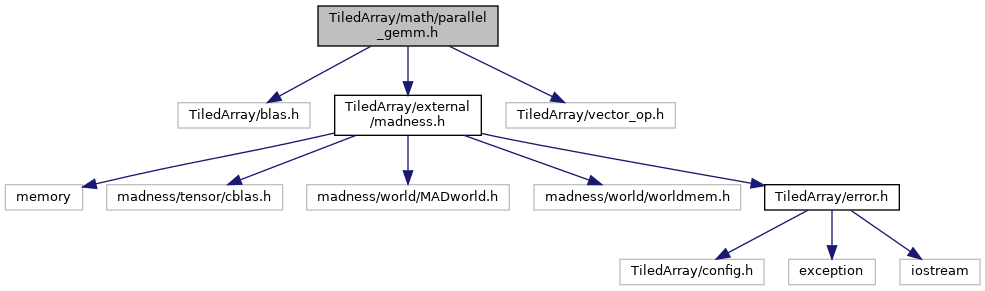 TiledArray/math/parallel
_gemm.h
TiledArray/blas.h
TiledArray/external
/madness.h
TiledArray/vector_op.h
memory
madness/tensor/cblas.h
madness/world/MADworld.h
madness/world/worldmem.h
TiledArray/error.h
TiledArray/config.h
exception
iostream